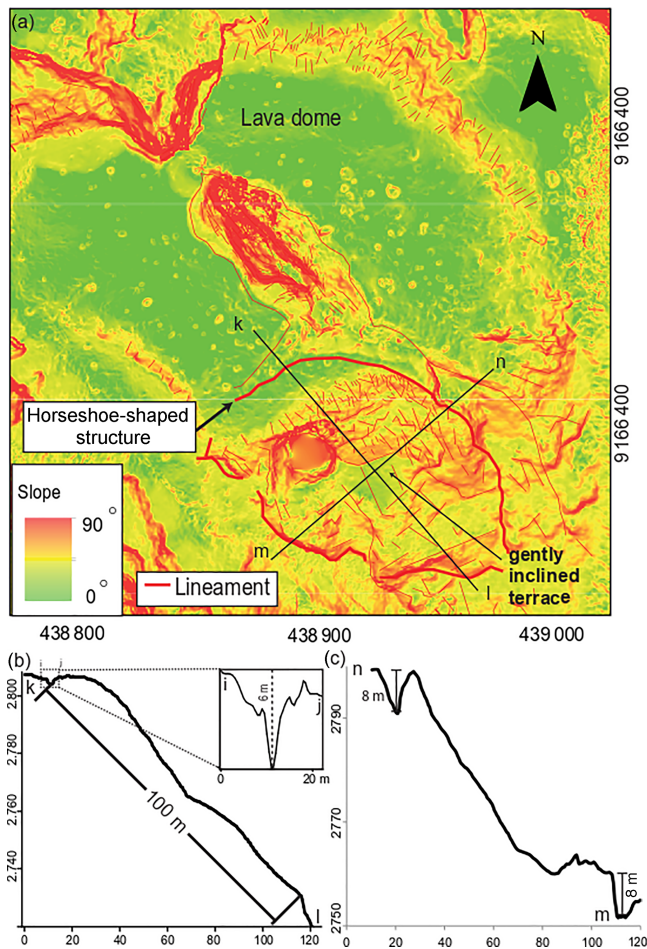 (a)
N
Lava dome
9 166 400
k
n
Horseshoe-shaped
structure
9 166 400
Slope
90 °
0 °
m
l
gently
inclined
terrace
Lineament
438 800
438 900
439 000
(b)
k
i
j
2.800
2.780
2.760
2.740
i
6 m
j
0
20 m
100 m
l
0
20
40
60
80
100
120
(c)
n
2790
2770
2750
8 m
8 m
m
0
20
40
60
80
100
120